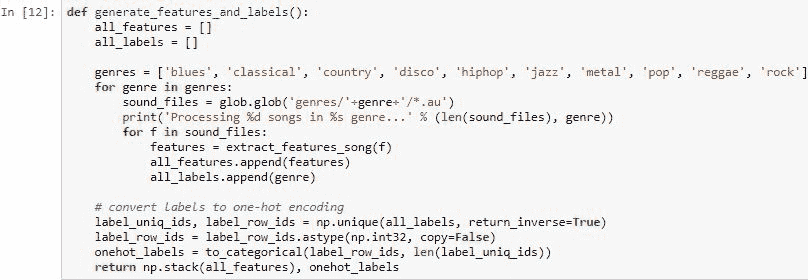 In [12]: def generate_features_and_labels():
    all_features = []
    all_labels = []

    genres = ['blues', 'classical', 'country', 'disco', 'hiphop', 'jazz', 'metal', 'pop', 'reggae', 'rock']
    for genre in genres:
        sound_files = glob.glob('genres/'+genre+'/*.au')
        print('Processing %d songs in %s genre...' % (len(sound_files), genre))
        for f in sound_files:
            features = extract_features_song(f)
            all_features.append(features)
            all_labels.append(genre)

    # convert labels to one-hot encoding
    label_uniq_ids, label_row_ids = np.unique(all_labels, return_inverse=True)
    label_row_ids = label_row_ids.astype(np.int32, copy=False)
    onehot_labels = to_categorical(label_row_ids, len(label_uniq_ids))
    return np.stack(all_features), onehot_labels